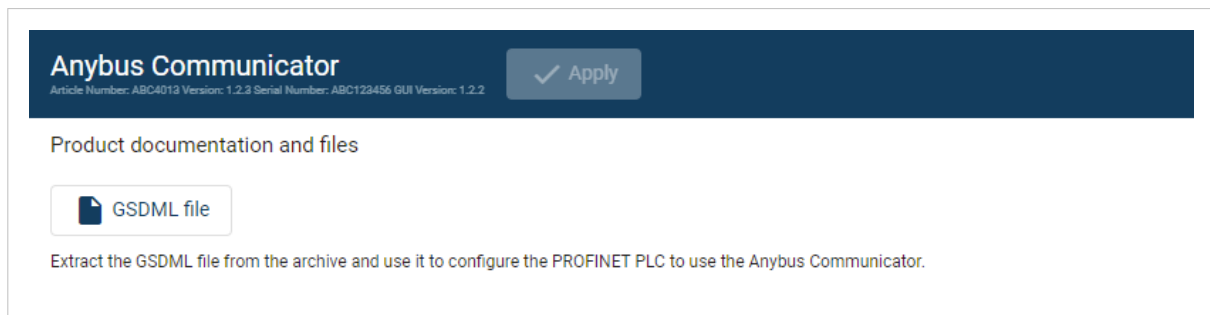 Anybus Communicator
Article Number: ABC4013 Version: 1.2.3 Serial Number: ABC123456 GUI Version: 1.2.2
Apply
Product documentation and files
GSDML file
Extract the GSDML file from the archive and use it to configure the PROFINET PLC to use the Anybus Communicator.